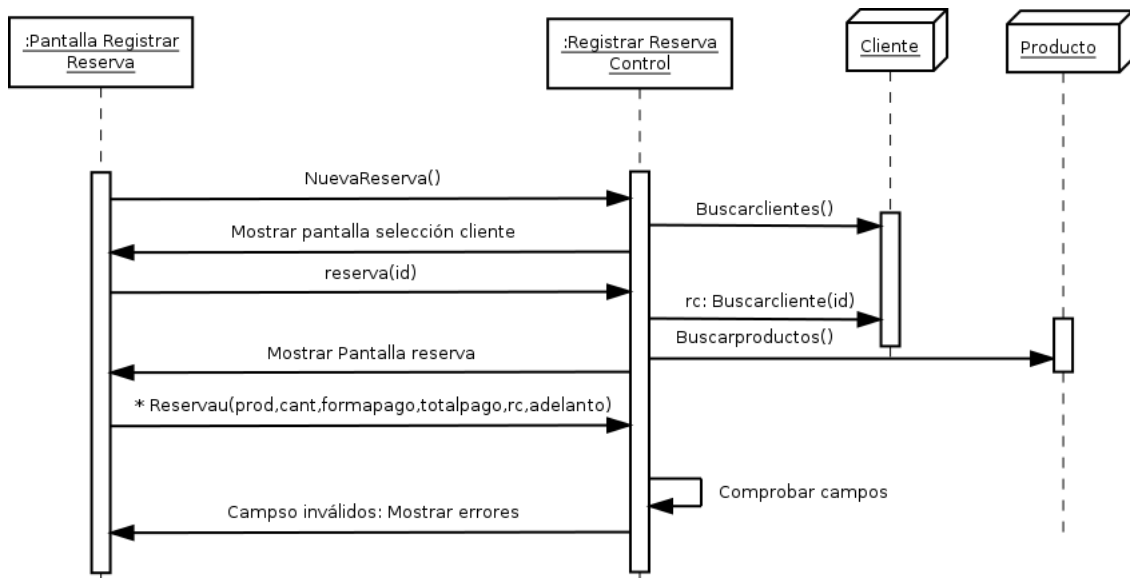 :Pantalla Registrar
Reserva
:Registrar Reserva
Control
Cliente
Producto
NuevaReserva()
Buscarclientes()
Mostrar pantalla selección cliente
reserva(id)
rc: Buscarcliente(id)
Buscarproductos()
Mostrar Pantalla reserva
* Reservau(prod,cant,formapago,totalpago,rc,adelanto)
Comprobar campos
Campso inválidos: Mostrar errores